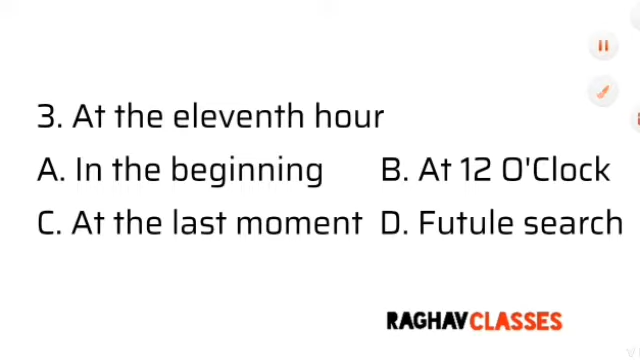 3. At the eleventh hour
A. In the beginning B. At 12 O'Clock
C. At the last moment D. Futule search
RAGHAVCLASSES